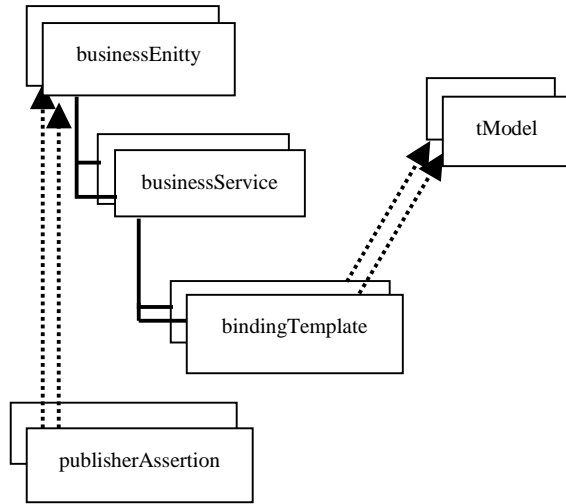 businessEnitty
tModel
businessService
bindingTemplate
publisherAssertion